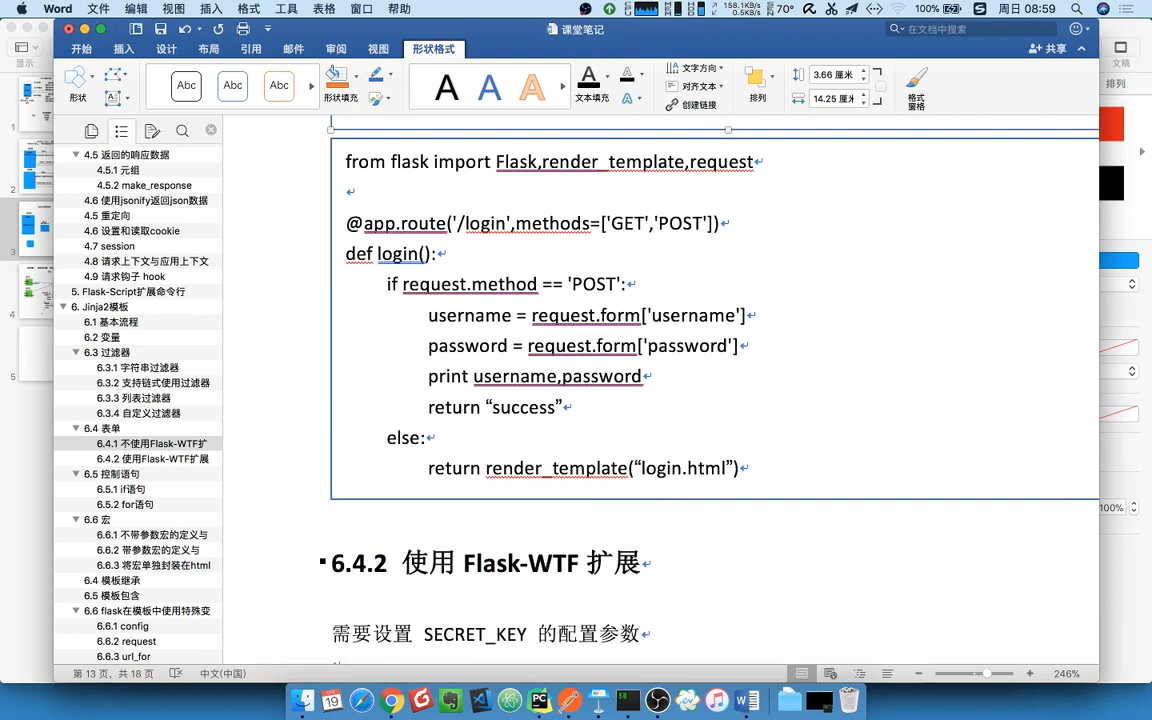 Word 文件 编辑 视图 插入 格式 工具 表格 窗口 帮助
158.1KB/s
0.5KB/s
70° 100% 周日 08:59
课堂笔记
在文档中搜索
开始 插入 设计 布局 引用 邮件 审阅 视图 形状格式
共享
形状
Abc Abc Abc
形状填充
A A A
文本填充
文字方向
对齐文本
创建链接
排列
3.66 厘米
14.25 厘米
格式
窗格
显示
文稿
排列
1
2
3
4
5
100%
4.5 返回的响应数据
4.5.1 元组
4.5.2 make_response
4.6 使用jsonify返回json数据
4.5 重定向
4.6 设置和读取cookie
4.7 session
4.8 请求上下文与应用上下文
4.9 请求钩子 hook
5. Flask-Script扩展命令行
6. Jinja2模板
6.1 基本流程
6.2 变量
6.3 过滤器
6.3.1 字符串过滤器
6.3.2 支持链式使用过滤器
6.3.3 列表过滤器
6.3.4 自定义过滤器
6.4 表单
6.4.1 不使用Flask-WTF扩
6.4.2 使用Flask-WTF扩展
6.5 控制语句
6.5.1 if语句
6.5.2 for语句
6.6 宏
6.6.1 不带参数宏的定义与
6.6.2 带参数宏的定义与
6.6.3 将宏单独封装在html
6.4 模板继承
6.5 模板包含
6.6 flask在模板中使用特殊变
6.6.1 config
6.6.2 request
6.6.3 url_for
from flask import Flask,render_template,request
@app.route('/login',methods=['GET','POST'])
def login():
if request.method == 'POST':
username = request.form['username']
password = request.form['password']
print username,password
return “success”
else:
return render_template(“login.html”)
6.4.2 使用 Flask-WTF 扩展
需要设置 SECRET_KEY 的配置参数
第 13 页，共 18 页 中文(中国)
246%
19